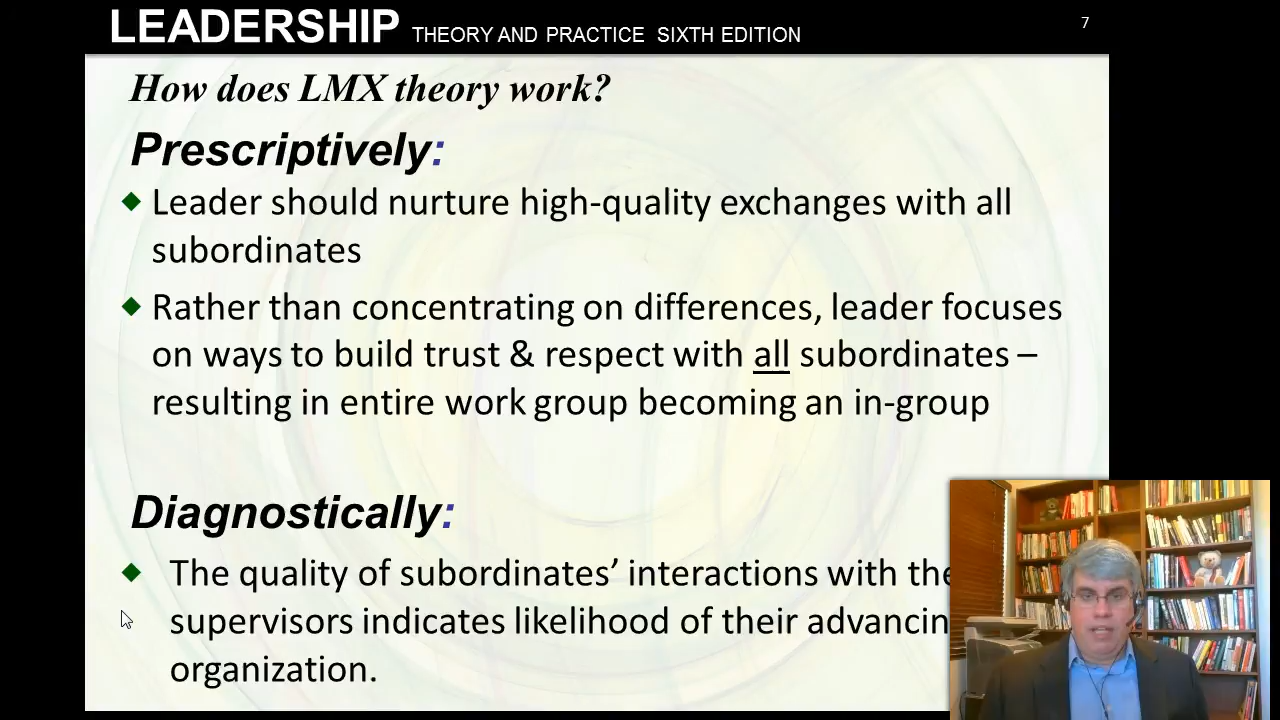 LEADERSHIP THEORY AND PRACTICE SIXTH EDITION 7
How does LMX theory work?
Prescriptively:
Leader should nurture high-quality exchanges with all
subordinates
Rather than concentrating on differences, leader focuses
on ways to build trust & respect with all subordinates –
resulting in entire work group becoming an in-group
Diagnostically:
The quality of subordinates’ interactions with
supervisors indicates likelihood of their
organization.